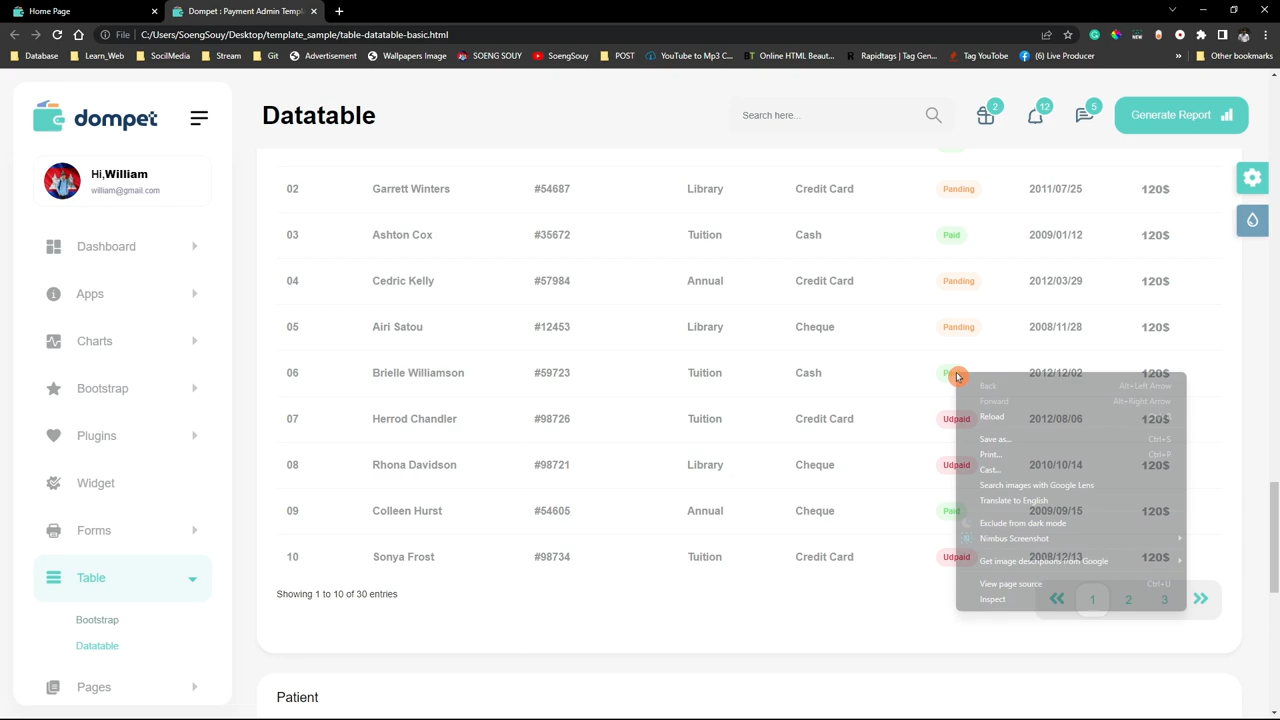 Home Page
Dompet : Payment Admin Templ
File C:/Users/SoengSouy/Desktop/template_sample/table-datatable-basic.html
Database Learn_Web SocilMedia Stream Git Advertisement Wallpapers Image SOENG SOUY SoengSouy POST YouTube to Mp3 C... BT Online HTML Beaut... R Rapidtags | Tag Gen... Tag YouTube (6) Live Producer » Other bookmarks
dompet
Datatable
Search here...
2
12
5
Generate Report
Hi,William
william@gmail.com
Dashboard
Apps
Charts
Bootstrap
Plugins
Widget
Forms
Table
Bootstrap
Datatable
Pages
02 Garrett Winters #54687 Library Credit Card Panding 2011/07/25 120$
03 Ashton Cox #35672 Tuition Cash Paid 2009/01/12 120$
04 Cedric Kelly #57984 Annual Credit Card Panding 2012/03/29 120$
05 Airi Satou #12453 Library Cheque Panding 2008/11/28 120$
06 Brielle Williamson #59723 Tuition Cash 2012/12/02 120$
07 Herrod Chandler #98726 Tuition Credit Card Udpaid 2012/08/06 120$
08 Rhona Davidson #98721 Library Cheque Udpaid 2010/10/14 120$
09 Colleen Hurst #54605 Annual Cheque Paid 2009/09/15 120$
10 Sonya Frost #98734 Tuition Credit Card Udpaid 2008/12/13 120$
Back Alt+Left Arrow
Forward Alt+Right Arrow
Reload
Save as... Ctrl+S
Print... Ctrl+P
Cast...
Search images with Google Lens
Translate to English
Exclude from dark mode
Nimbus Screenshot
Get image descriptions from Google
View page source Ctrl+U
Inspect
Showing 1 to 10 of 30 entries
1 2 3
Patient